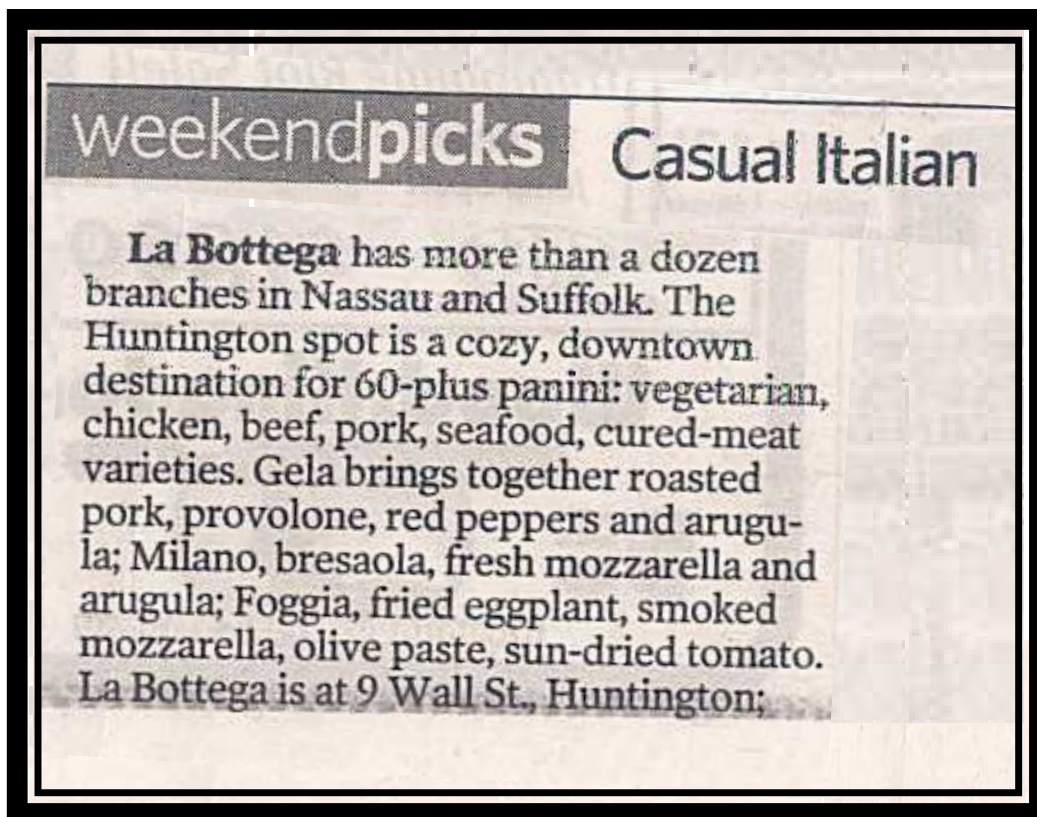 weekendpicks Casual Italian
La Bottega has more than a dozen
branches in Nassau and Suffolk. The
Huntington spot is a cozy, downtown
destination for 60-plus panini: vegetarian,
chicken, beef, pork, seafood, cured-meat
varieties. Gela brings together roasted
pork, provolone, red peppers and arugu-
la; Milano, bresaola, fresh mozzarella and
arugula; Foggia, fried eggplant, smoked
mozzarella, olive paste, sun-dried tomato.
La Bottega is at 9 Wall St., Huntington;